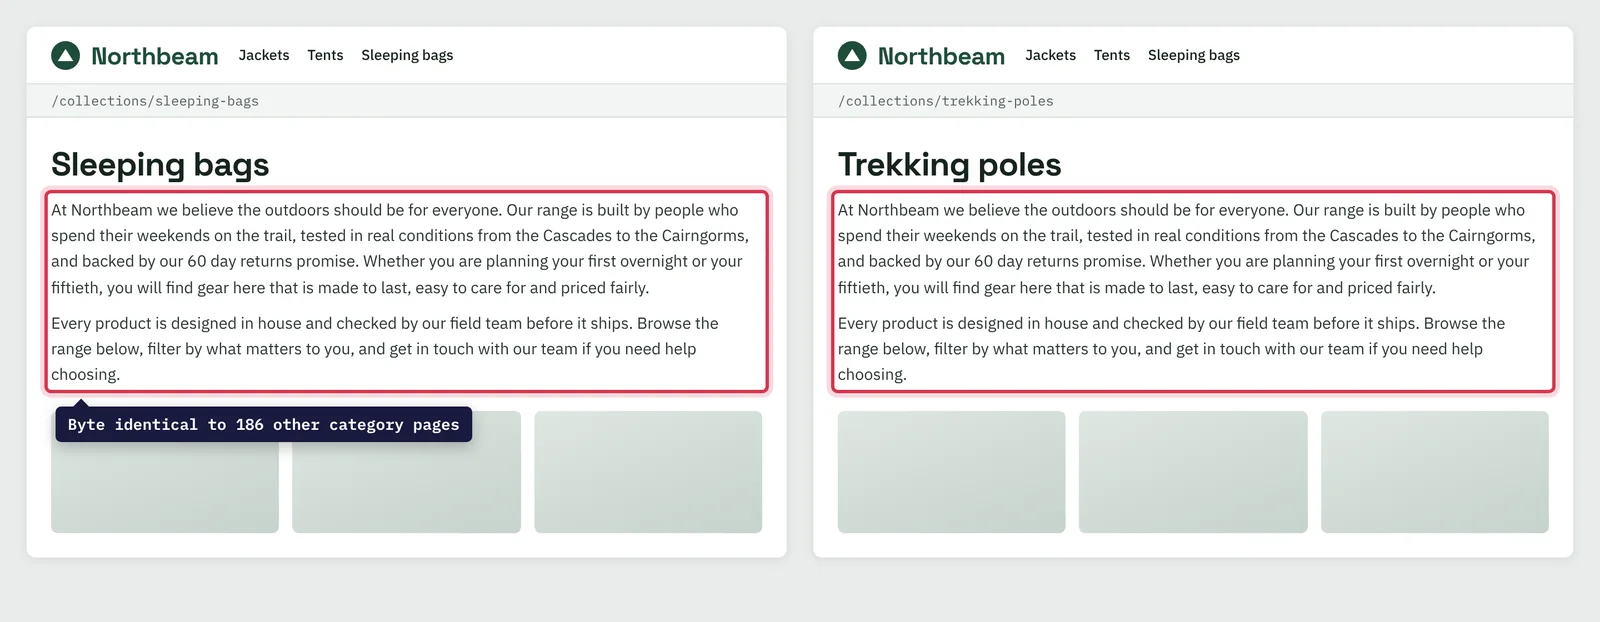 Northbeam Jackets Tents Sleeping bags
/collections/sleeping-bags
Sleeping bags
At Northbeam we believe the outdoors should be for everyone. Our range is built by people who
spend their weekends on the trail, tested in real conditions from the Cascades to the Cairngorms,
and backed by our 60 day returns promise. Whether you are planning your first overnight or your
fiftieth, you will find gear here that is made to last, easy to care for and priced fairly.
Every product is designed in house and checked by our field team before it ships. Browse the
range below, filter by what matters to you, and get in touch with our team if you need help
choosing.
Byte identical to 186 other category pages
Northbeam Jackets Tents Sleeping bags
/collections/trekking-poles
Trekking poles
At Northbeam we believe the outdoors should be for everyone. Our range is built by people who
spend their weekends on the trail, tested in real conditions from the Cascades to the Cairngorms,
and backed by our 60 day returns promise. Whether you are planning your first overnight or your
fiftieth, you will find gear here that is made to last, easy to care for and priced fairly.
Every product is designed in house and checked by our field team before it ships. Browse the
range below, filter by what matters to you, and get in touch with our team if you need help
choosing.